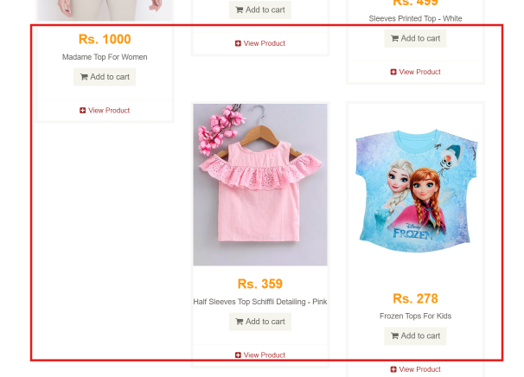 Add to cart
View Product
Rs. 499
Sleeves Printed Top - White
Add to cart
View Product
Rs. 1000
Madame Top For Women
Add to cart
View Product
Rs. 359
Half Sleeves Top Schiffli Detailing - Pink
Add to cart
View Product
Disney
FROZEN
Rs. 278
Frozen Tops For Kids
Add to cart
View Product